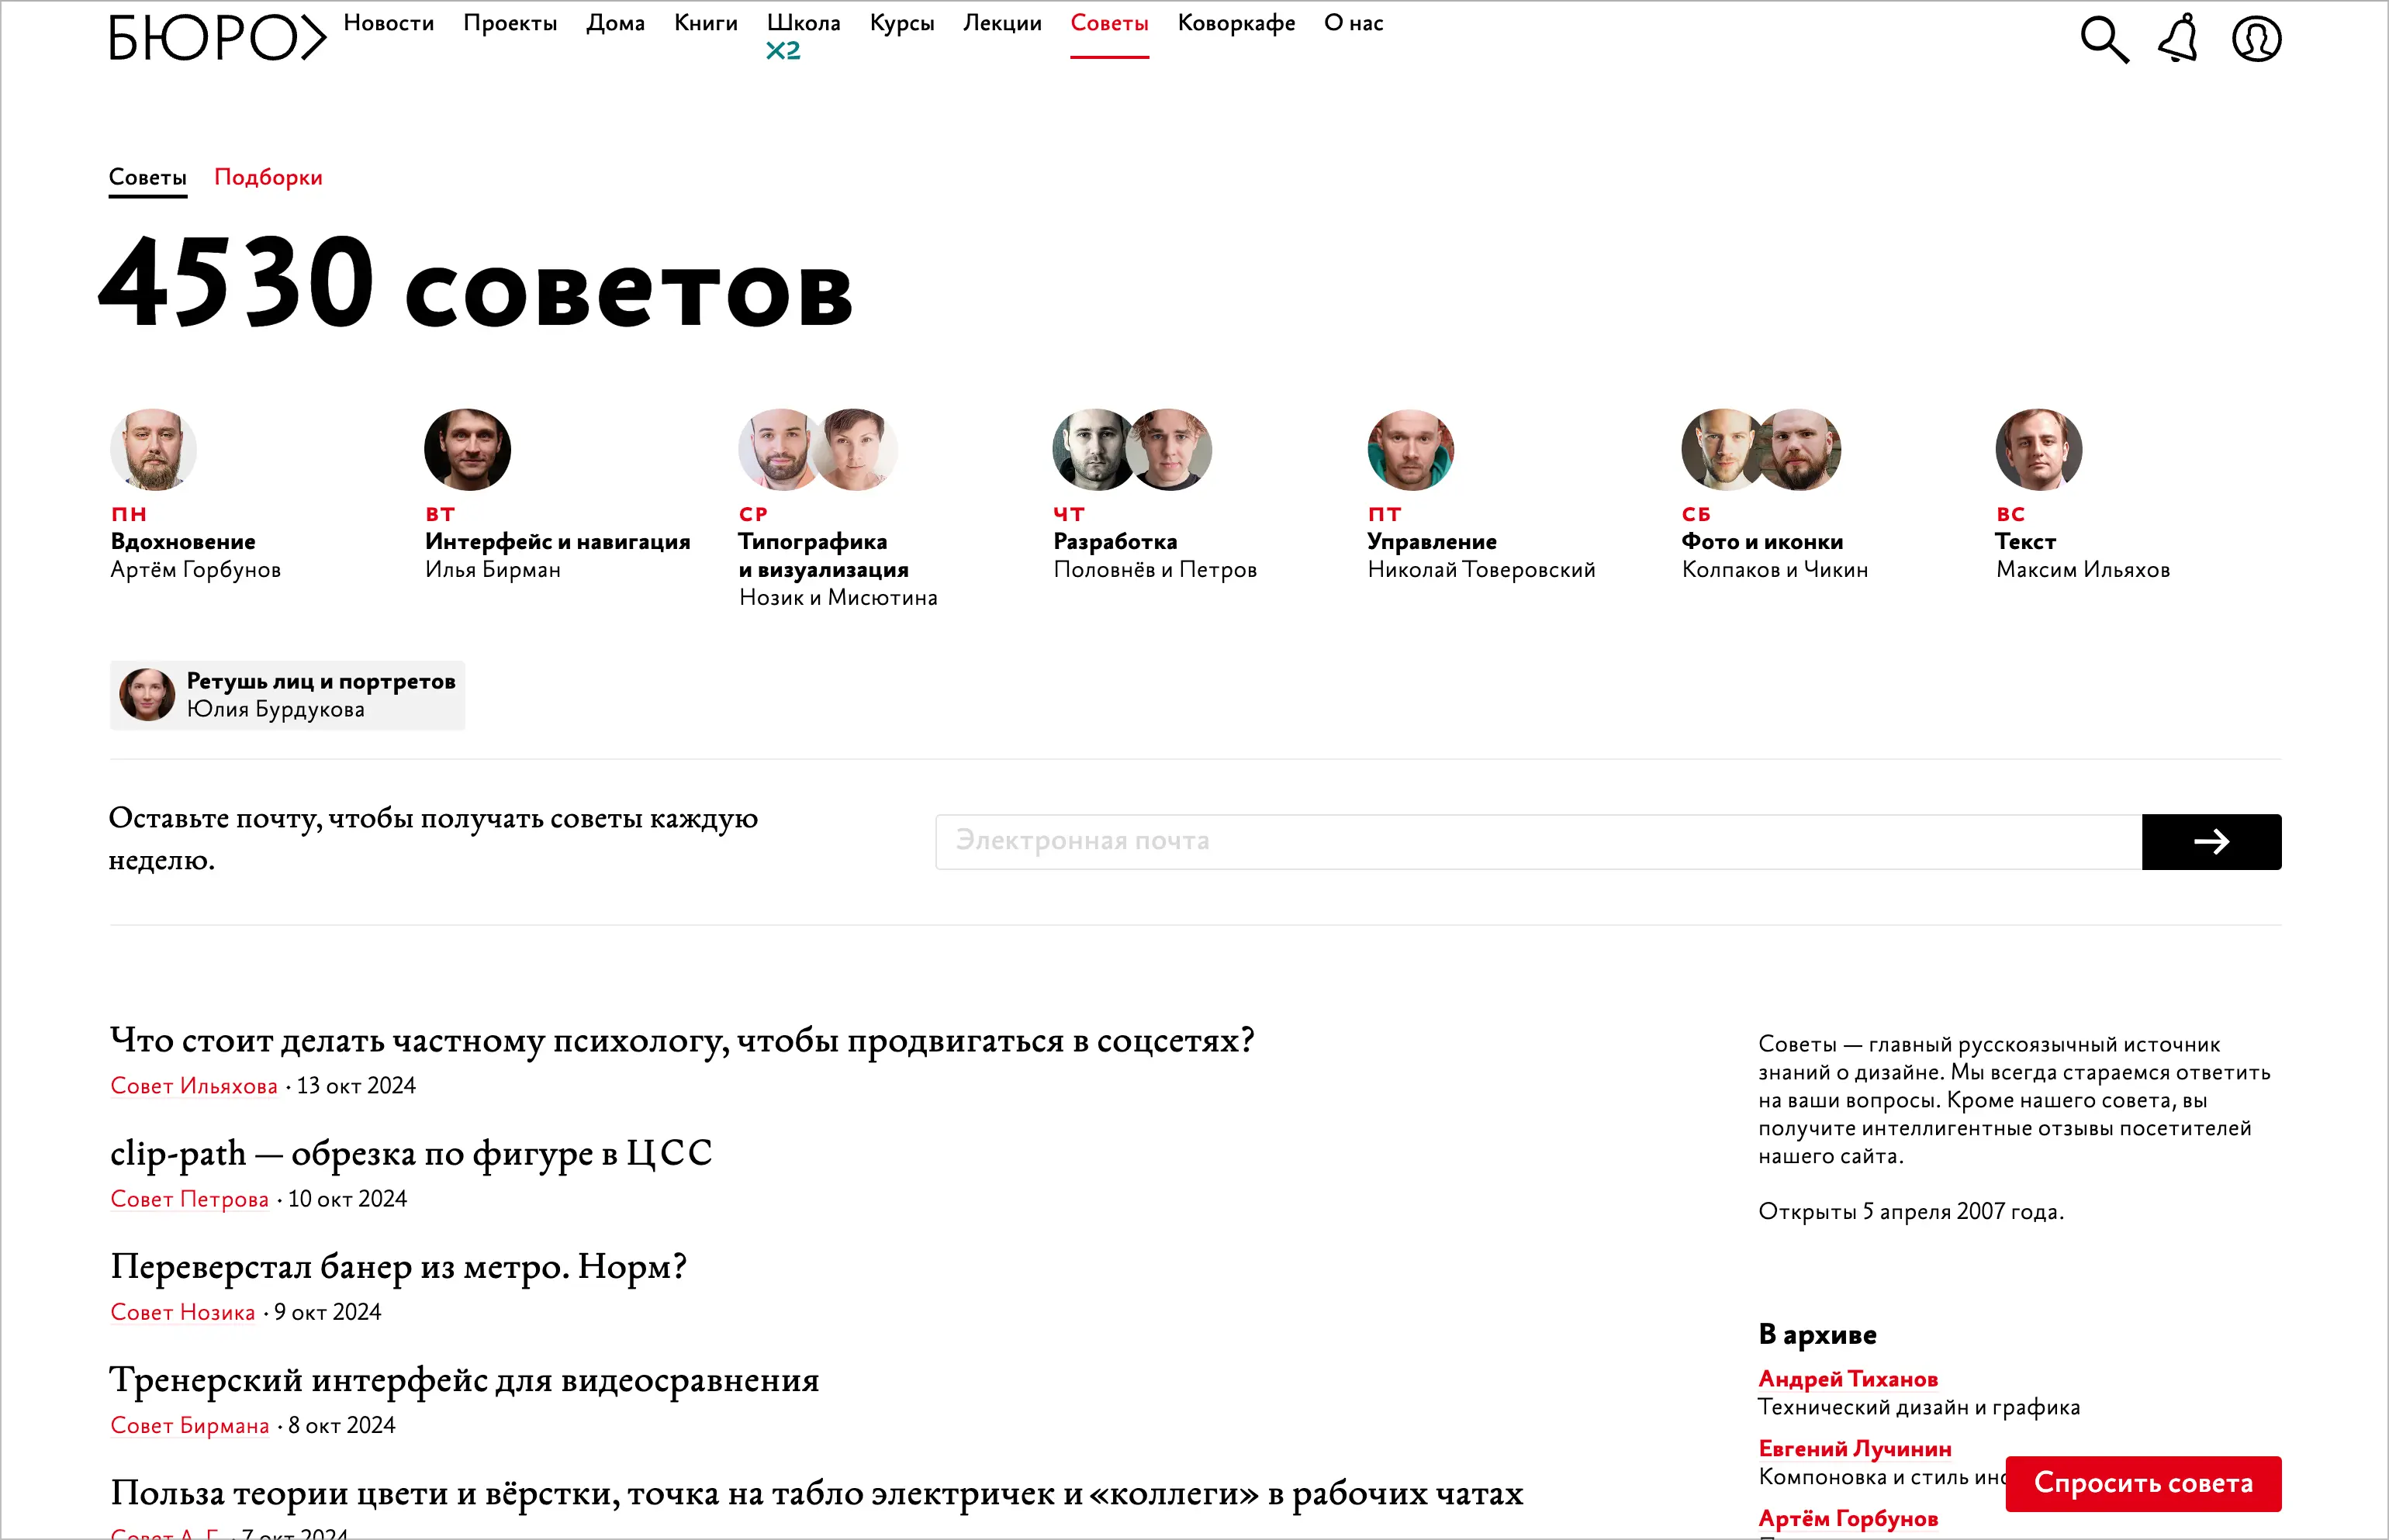 БЮРО
Новости Проекты Дома Книги Школа Курсы Лекции Советы Коворкафе О нас
×2
Советы Подборки
4530 советов
ПН
Вдохновение
Артём Горбунов
ВТ
Интерфейс и навигация
Илья Бирман
СР
Типографика
и визуализация
Нозик и Мисютина
ЧТ
Разработка
Половнёв и Петров
ПТ
Управление
Николай Товеровский
СБ
Фото и иконки
Колпаков и Чикин
ВС
Текст
Максим Ильяхов
Ретушь лиц и портретов
Юлия Бурдукова
Оставьте почту, чтобы получать советы каждую
неделю.
Электронная почта
Что стоит делать частному психологу, чтобы продвигаться в соцсетях?
Совет Ильяхова · 13 окт 2024
clip-path — обрезка по фигуре в ЦСС
Совет Петрова · 10 окт 2024
Переверстал банер из метро. Норм?
Совет Нозика · 9 окт 2024
Тренерский интерфейс для видеосравнения
Совет Бирмана · 8 окт 2024
Польза теории цвети и вёрстки, точка на табло электричек и «коллеги» в рабочих чатах
Совет А. Г. · 7 окт 2024
Советы — главный русскоязычный источник
знаний о дизайне. Мы всегда стараемся ответить
на ваши вопросы. Кроме нашего совета, вы
получите интеллигентные отзывы посетителей
нашего сайта.
Открыты 5 апреля 2007 года.
В архиве
Андрей Тиханов
Технический дизайн и графика
Евгений Лучинин
Компоновка и стиль
Спросить совета
Артём Горбунов